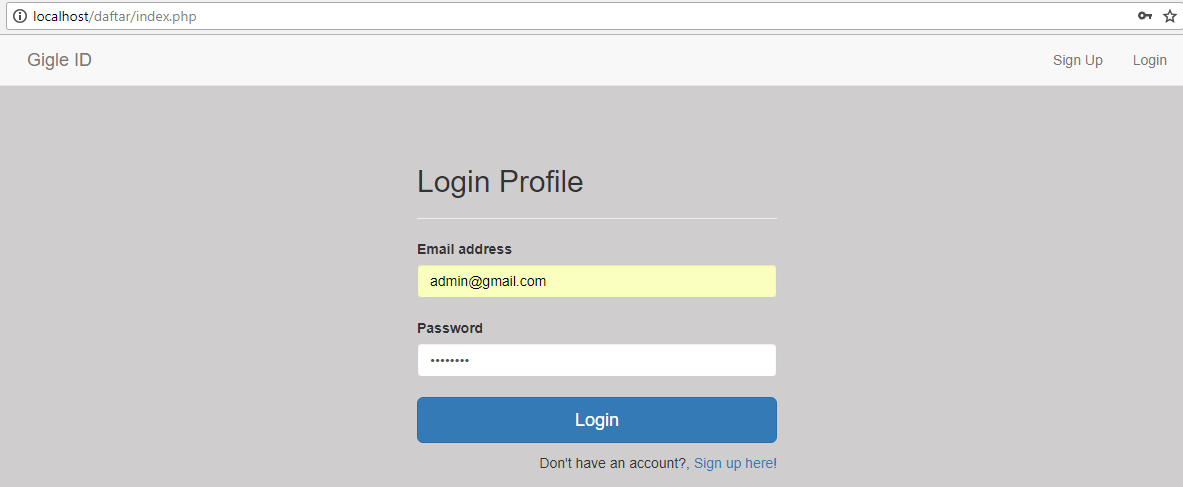 localhost/daftar/index.php
Gigle ID Sign Up Login
Login Profile
Email address
admin@gmail.com
Password
••••••••
Login
Don't have an account?, Sign up here!